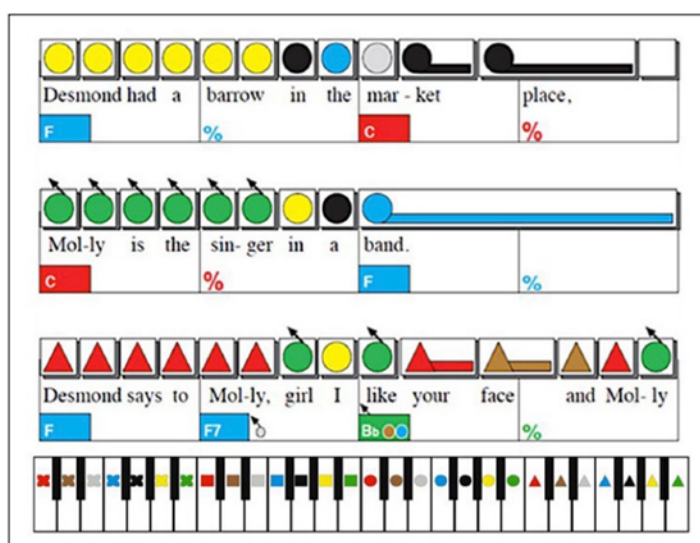 Desmond had a barrow in the mar - ket place,
F % C %
Mol-ly is the sin- ger in a band.
C % F %
Desmond says to Mol-ly, girl I like your face and Mol- ly
F F7 Bb %